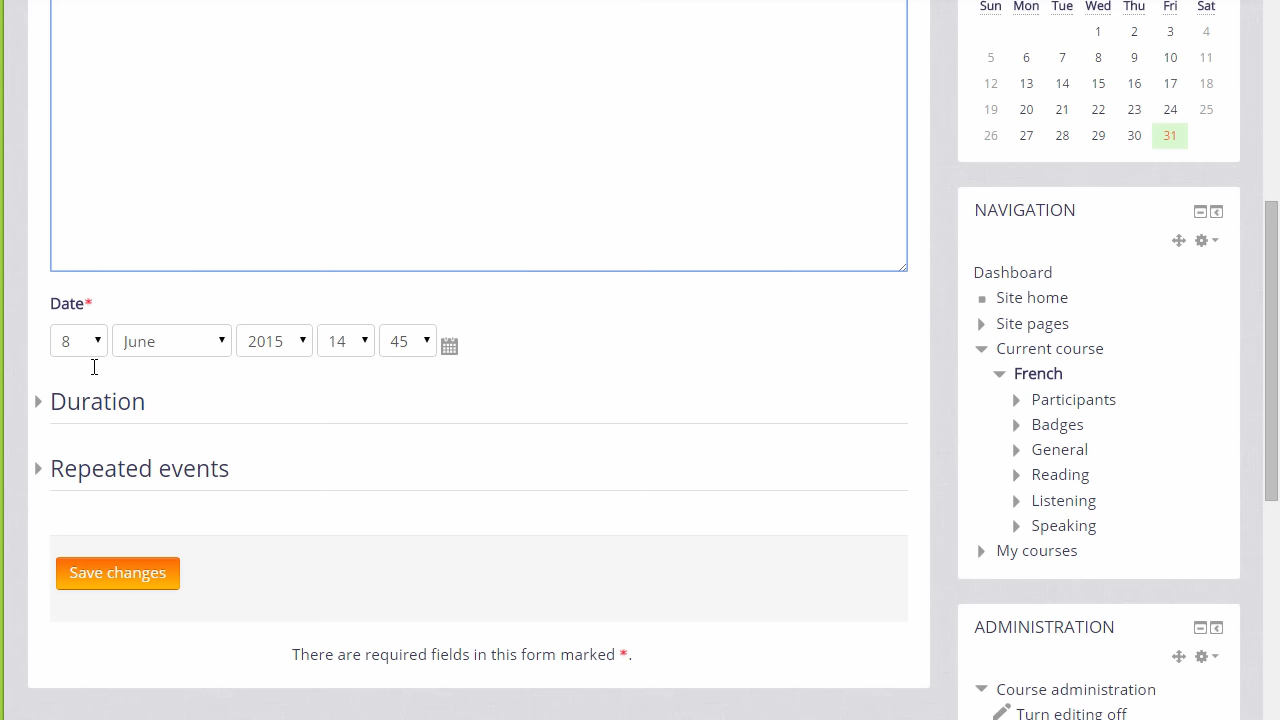 Sun Mon Tue Wed Thu Fri Sat
1 2 3 4
5 6 7 8 9 10 11
12 13 14 15 16 17 18
19 20 21 22 23 24 25
26 27 28 29 30 31
Date*
8 June 2015 14 45
Duration
Repeated events
Save changes
There are required fields in this form marked *.
NAVIGATION
Dashboard
Site home
Site pages
Current course
French
Participants
Badges
General
Reading
Listening
Speaking
My courses
ADMINISTRATION
Course administration
Turn editing off